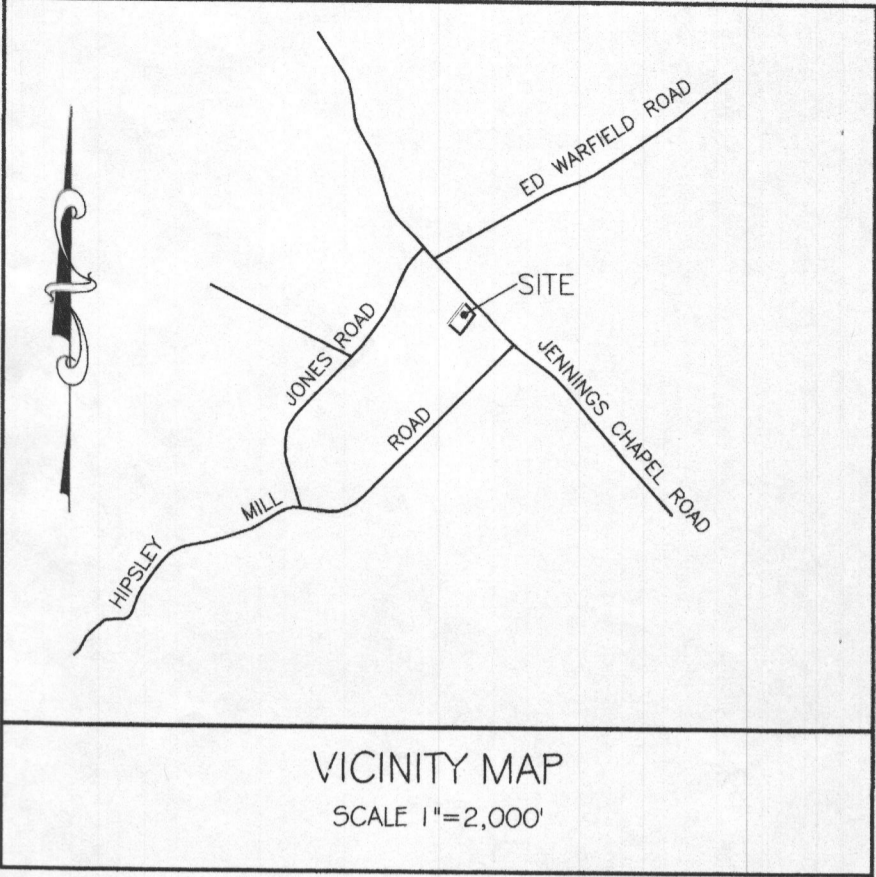 ED WARFIELD ROAD
SITE
JONES ROAD
JENNINGS CHAPEL ROAD
HIPSLEY MILL ROAD
VICINITY MAP
SCALE 1"=2,000'